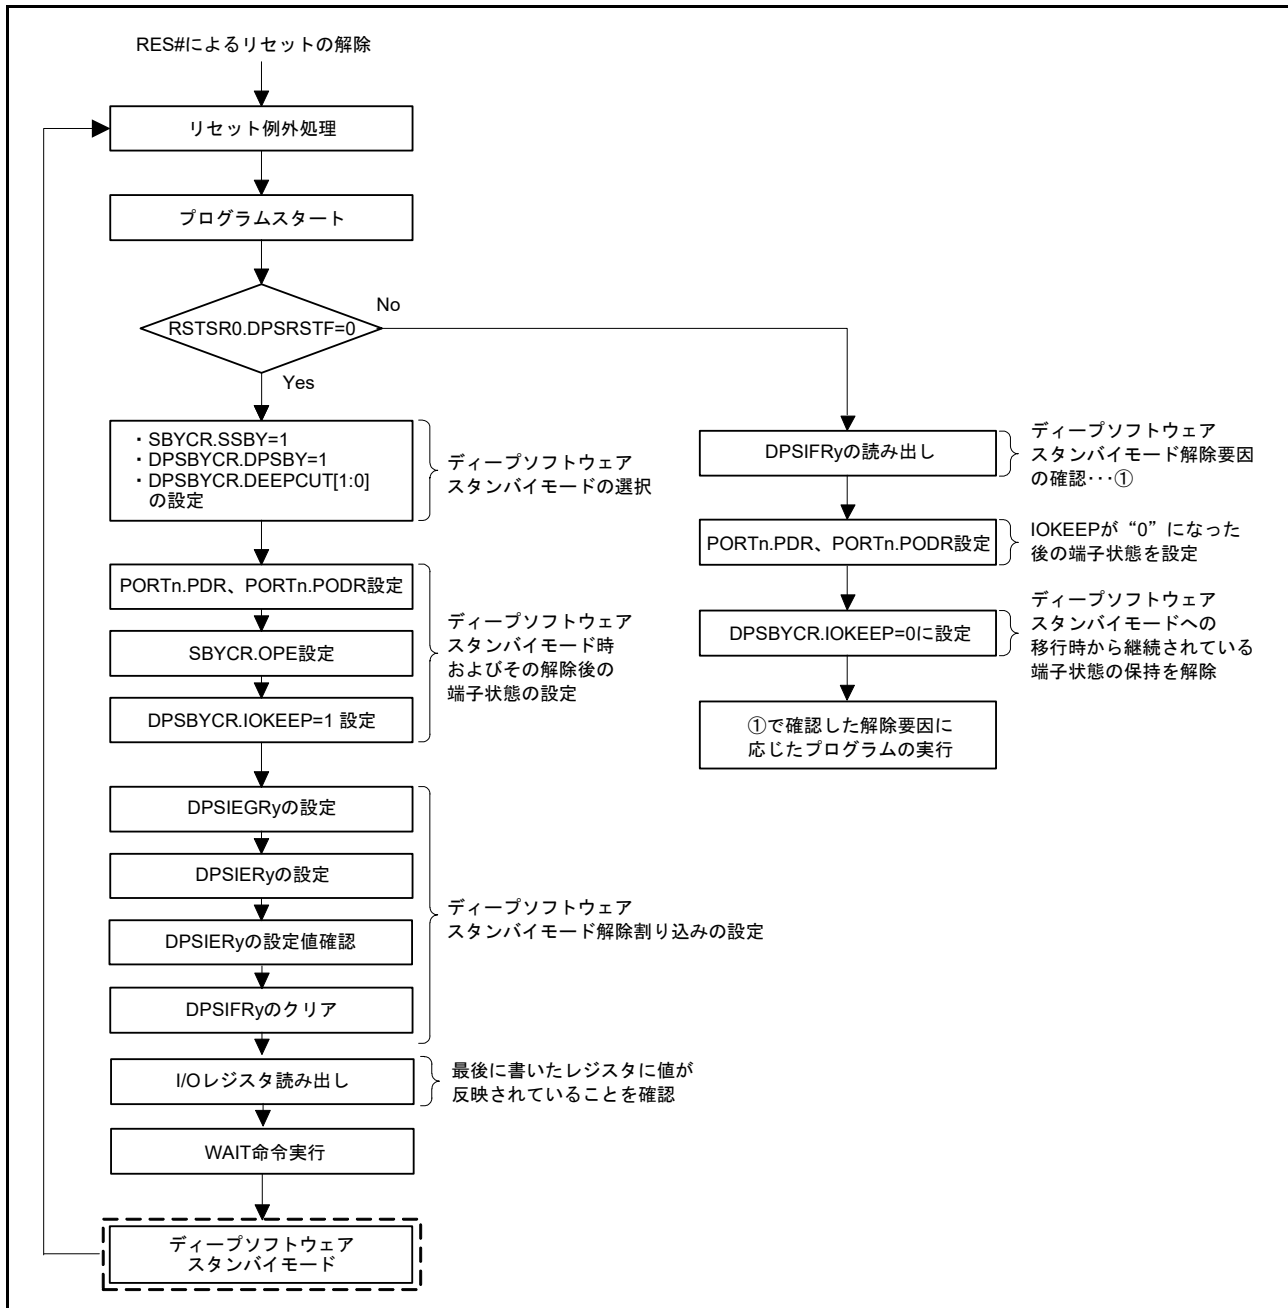 RES#によるリセットの解除
リセット例外処理
プログラムスタート
RSTSR0.DPSRSTF=0
No
Yes
・SBYCR.SSBY=1
・DPSBYCR.DPSBY=1
・DPSBYCR.DEEPCUT[1:0]
の設定
ディープソフトウェア
スタンバイモードの選択
PORTn.PDR、PORTn.PODR設定
SBYCR.OPE設定
DPSBYCR.IOKEEP=1 設定
ディープソフトウェア
スタンバイモード時
およびその解除後の
端子状態の設定
DPSIEGRyの設定
DPSIERyの設定
DPSIERyの設定値確認
DPSIFRyのクリア
ディープソフトウェア
スタンバイモード解除割り込みの設定
I/Oレジスタ読み出し
最後に書いたレジスタに値が
反映されていることを確認
WAIT命令実行
ディープソフトウェア
スタンバイモード
DPSIFRyの読み出し
ディープソフトウェア
スタンバイモード解除要因
の確認･･･①
PORTn.PDR、PORTn.PODR設定
IOKEEPが“0”になった
後の端子状態を設定
DPSBYCR.IOKEEP=0に設定
ディープソフトウェア
スタンバイモードへの
移行時から継続されている
端子状態の保持を解除
①で確認した解除要因に
応じたプログラムの実行